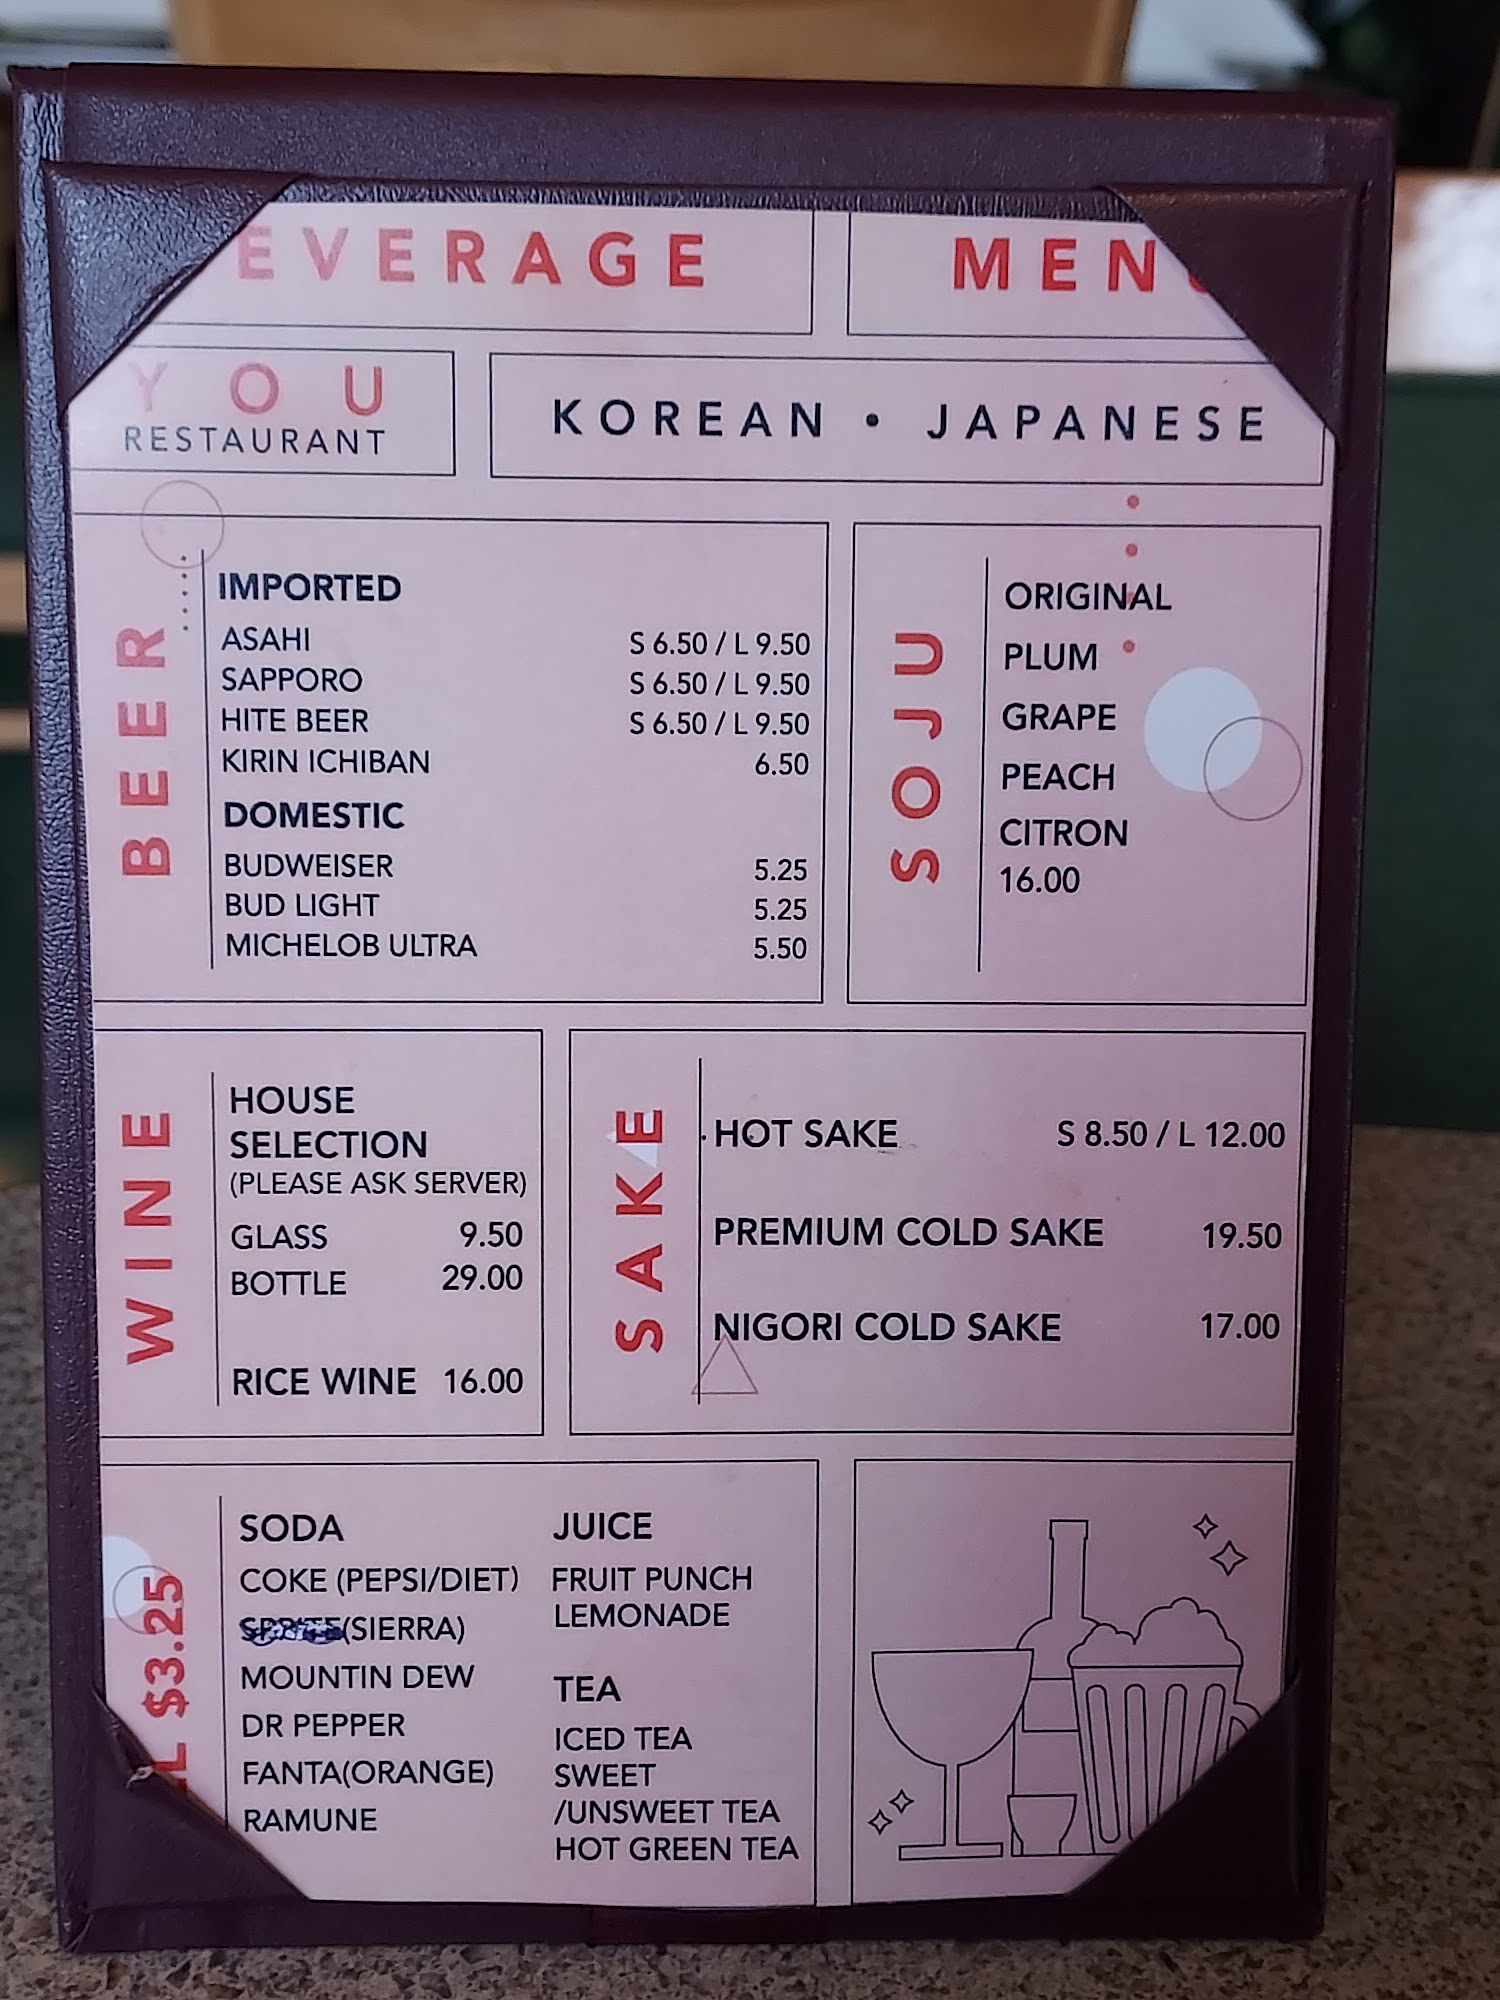 EVERAGE MEN
YOU
RESTAURANT
KOREAN • JAPANESE
BEER
IMPORTED
ASAHI S 6.50 / L 9.50
SAPPORO S 6.50 / L 9.50
HITE BEER S 6.50 / L 9.50
KIRIN ICHIBAN 6.50
DOMESTIC
BUDWEISER 5.25
BUD LIGHT 5.25
MICHELOB ULTRA 5.50
SOJU
ORIGINAL
PLUM
GRAPE
PEACH
CITRON
16.00
WINE
HOUSE
SELECTION
(PLEASE ASK SERVER)
GLASS 9.50
BOTTLE 29.00
RICE WINE 16.00
SAKE
HOT SAKE S 8.50 / L 12.00
PREMIUM COLD SAKE 19.50
NIGORI COLD SAKE 17.00
L $3.25
SODA
COKE (PEPSI/DIET)
SPRITE(SIERRA)
MOUNTIN DEW
DR PEPPER
FANTA(ORANGE)
RAMUNE
JUICE
FRUIT PUNCH
LEMONADE
TEA
ICED TEA
SWEET
/UNSWEET TEA
HOT GREEN TEA